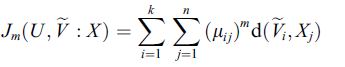 J_m(U, \widetilde{V} : X) = \sum_{i=1}^{k} \sum_{j=1}^{n} (\mu_{ij})^m \mathrm{d}(\widetilde{V}_i, X_j)